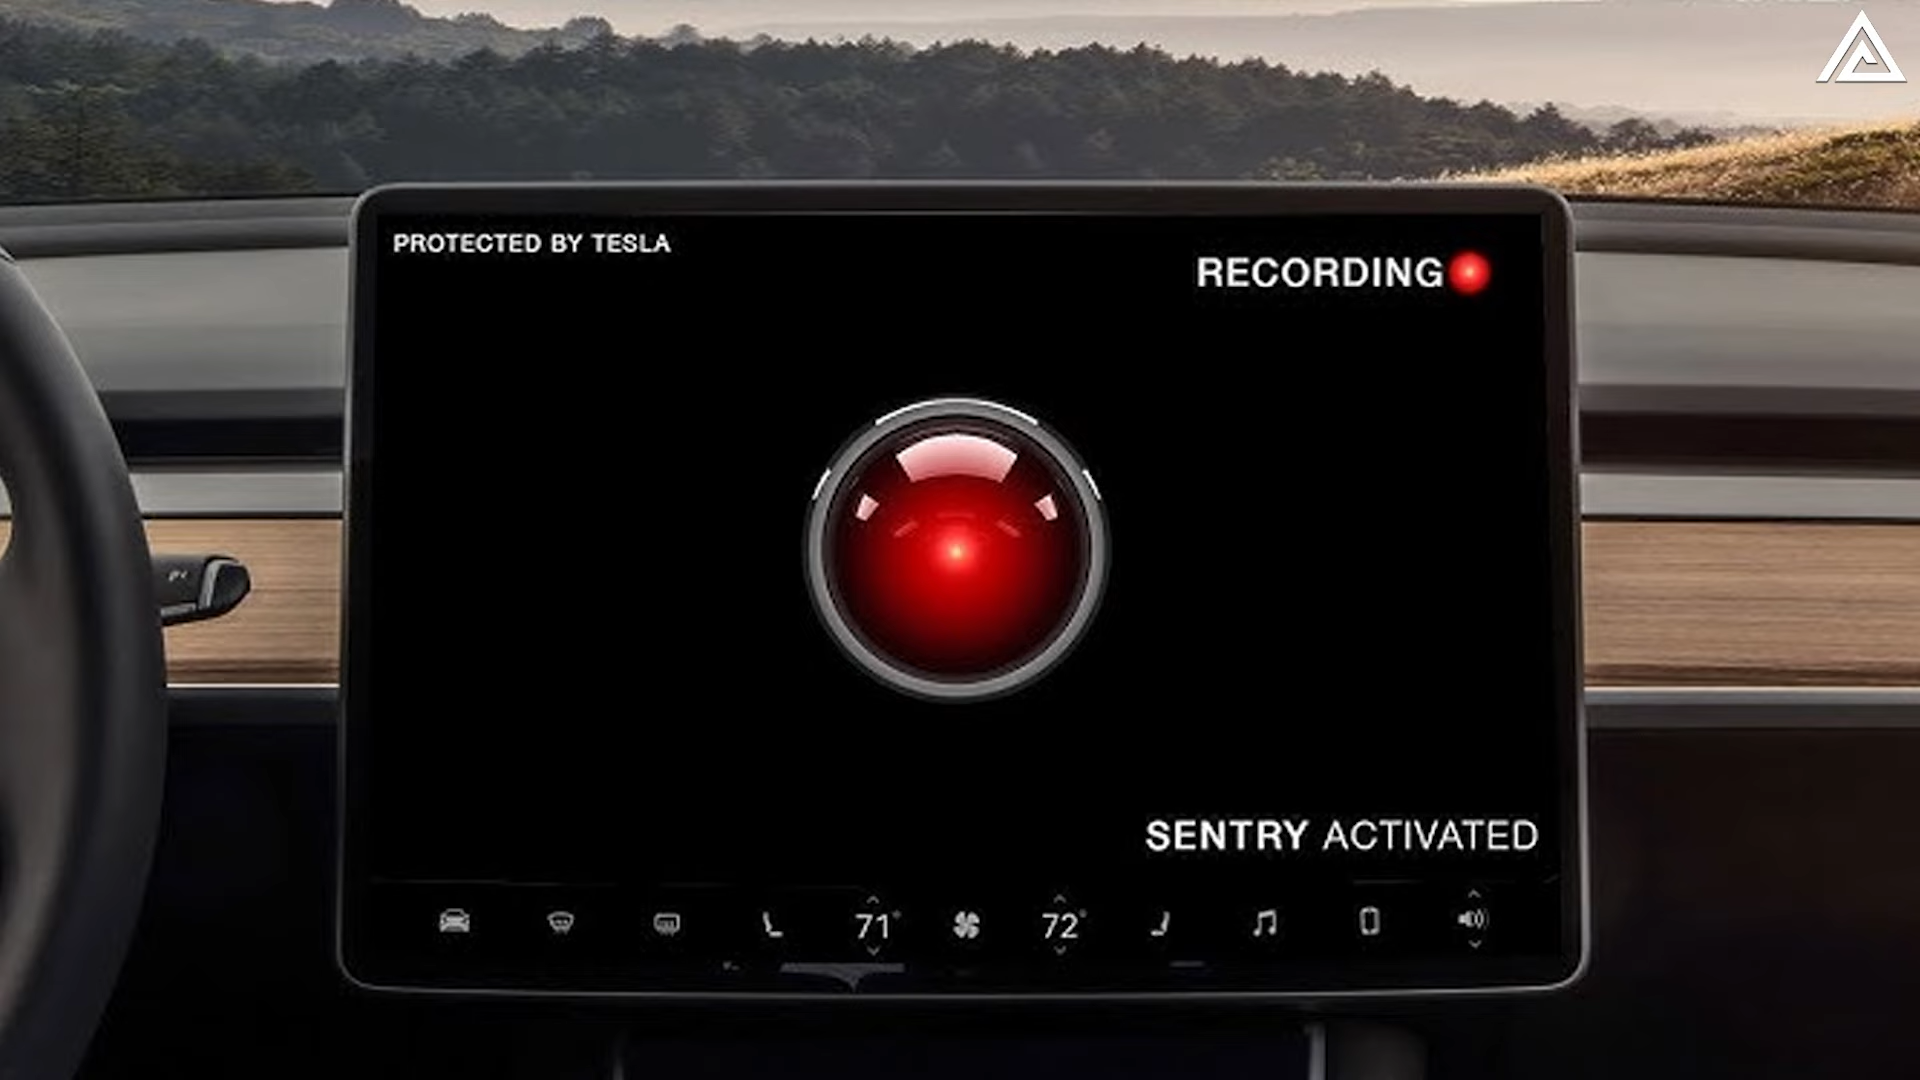 PROTECTED BY TESLA
RECORDING
SENTRY ACTIVATED
71°
72°